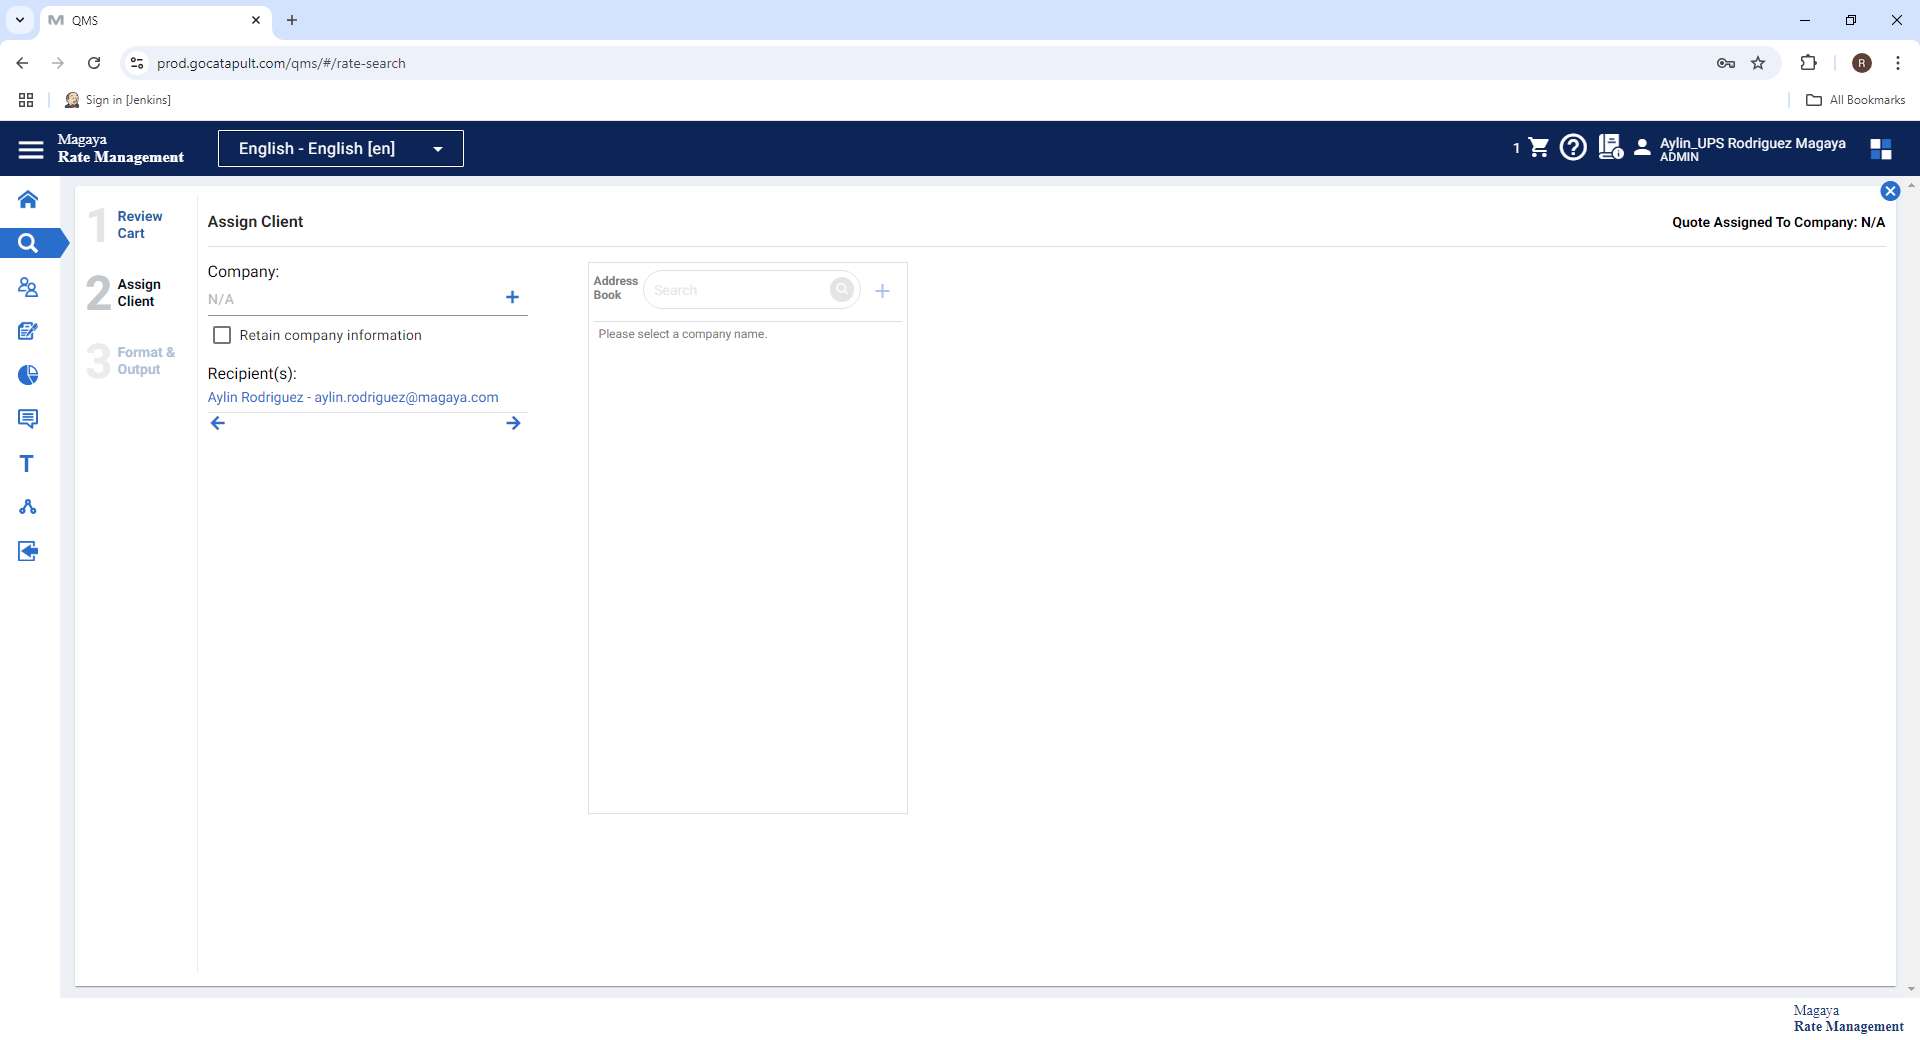 QMS
prod.gocatapult.com/qms/#/rate-search
R
Sign in [Jenkins]
All Bookmarks
Magaya
Rate Management
English - English [en]
1
Aylin_UPS Rodriguez Magaya
ADMIN
1 Review
Cart
Assign Client
Quote Assigned To Company: N/A
2 Assign
Client
3 Format &
Output
Company:
N/A
Retain company information
Recipient(s):
Aylin Rodriguez - aylin.rodriguez@magaya.com
Address
Book
Search
Please select a company name.
T
Magaya
Rate Management